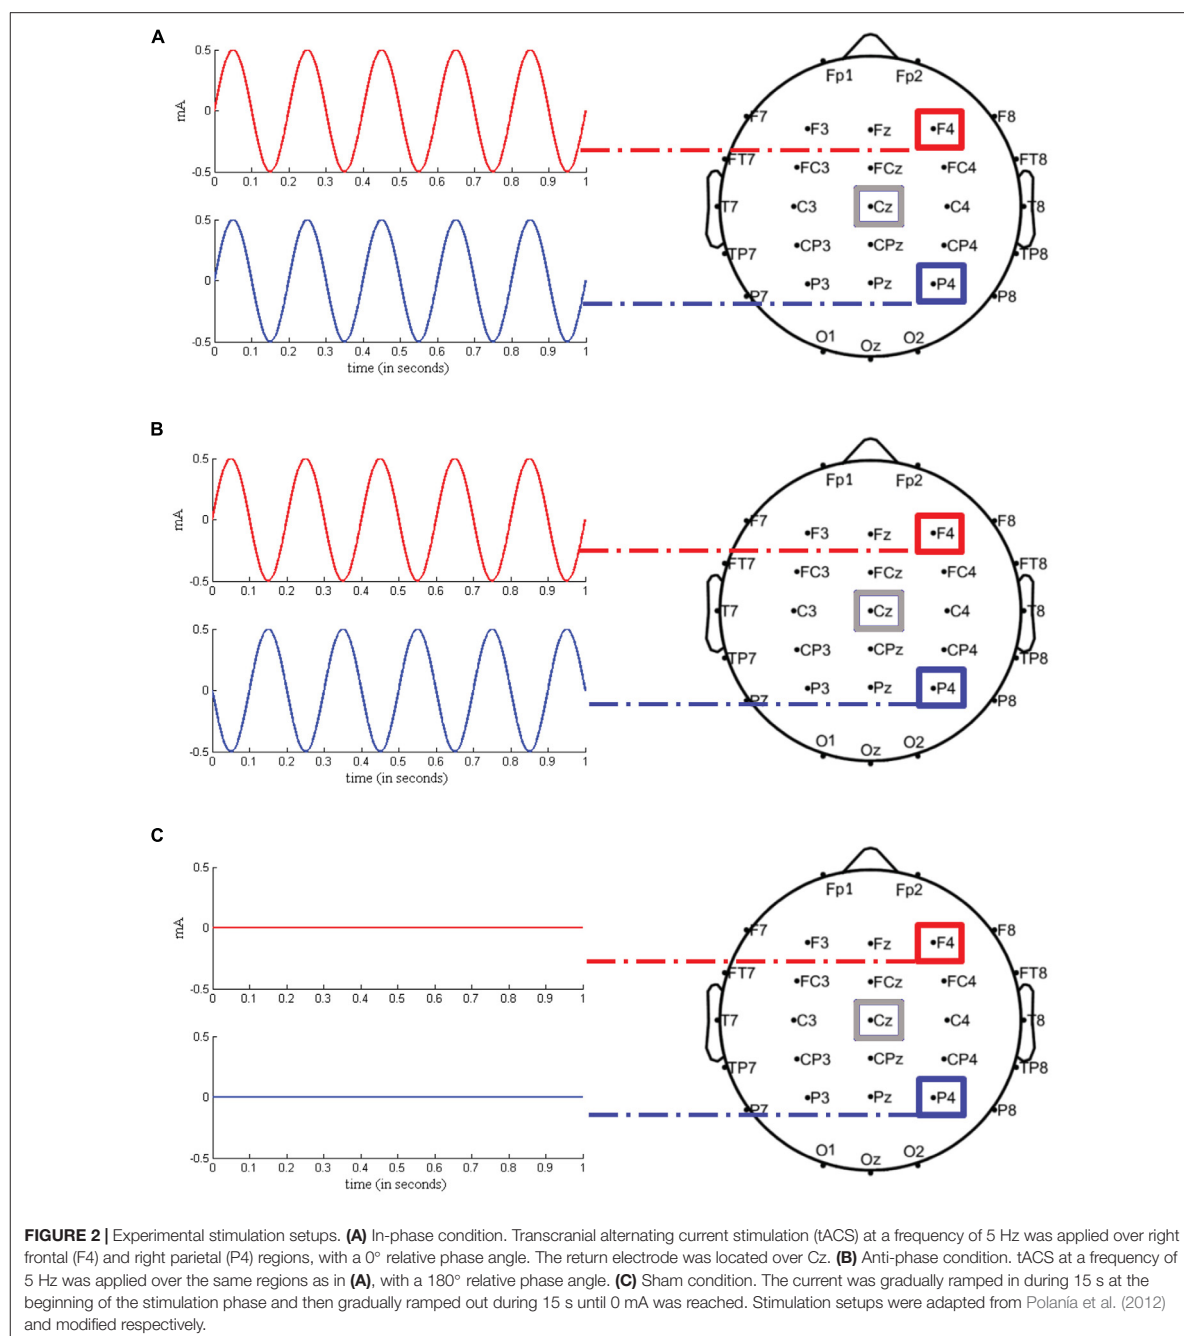 A
0.5
0
-0.5
mA
0 0.1 0.2 0.3 0.4 0.5 0.6 0.7 0.8 0.9 1
0.5
0
-0.5
0 0.1 0.2 0.3 0.4 0.5 0.6 0.7 0.8 0.9 1
time (in seconds)
Fp1 Fp2
F7 F3 Fz F4 F8
FT7 FC3 FCz FC4 FT8
T7 C3 Cz C4 T8
TP7 CP3 CPz CP4 TP8
P7 P3 Pz P4 P8
O1 Oz O2
B
0.5
0
-0.5
mA
0 0.1 0.2 0.3 0.4 0.5 0.6 0.7 0.8 0.9 1
0.5
0
-0.5
0 0.1 0.2 0.3 0.4 0.5 0.6 0.7 0.8 0.9 1
time (in seconds)
Fp1 Fp2
F7 F3 Fz F4 F8
FT7 FC3 FCz FC4 FT8
T7 C3 Cz C4 T8
TP7 CP3 CPz CP4 TP8
P7 P3 Pz P4 P8
O1 Oz O2
C
0.5
0
-0.5
mA
0 0.1 0.2 0.3 0.4 0.5 0.6 0.7 0.8 0.9 1
0.5
0
-0.5
0 0.1 0.2 0.3 0.4 0.5 0.6 0.7 0.8 0.9 1
time (in seconds)
Fp1 Fp2
F7 F3 Fz F4 F8
FT7 FC3 FCz FC4 FT8
T7 C3 Cz C4 T8
TP7 CP3 CPz CP4 TP8
P7 P3 Pz P4 P8
O1 Oz O2
FIGURE 2 | Experimental stimulation setups. (A) In-phase condition. Transcranial alternating current stimulation (tACS) at a frequency of 5 Hz was applied over right
frontal (F4) and right parietal (P4) regions, with a 0° relative phase angle. The return electrode was located over Cz. (B) Anti-phase condition. tACS at a frequency of
5 Hz was applied over the same regions as in (A), with a 180° relative phase angle. (C) Sham condition. The current was gradually ramped in during 15 s at the
beginning of the stimulation phase and then gradually ramped out during 15 s until 0 mA was reached. Stimulation setups were adapted from Polanía et al. (2012)
and modified respectively.